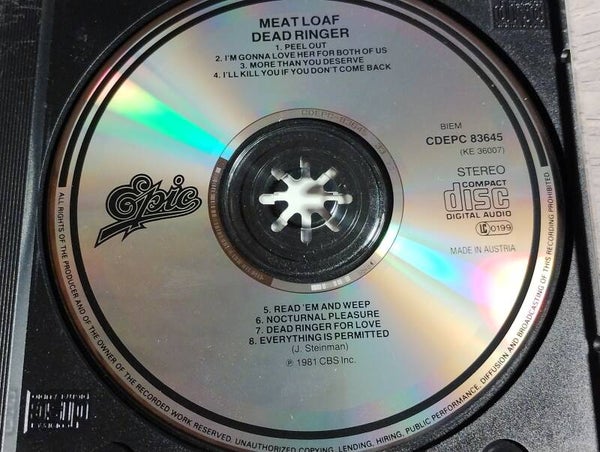 MEAT LOAF
DEAD RINGER
1. PEEL OUT
2. I'M GONNA LOVE HER FOR BOTH OF US
3. MORE THAN YOU DESERVE
4. I'LL KILL YOU IF YOU DON'T COME BACK
CDEPC 83645
BIEM
CDEPC 83645
(KE 36007)
STEREO
COMPACT
disc
DIGITAL AUDIO
LC 0199
MADE IN AUSTRIA
Epic
5. READ 'EM AND WEEP
6. NOCTURNAL PLEASURE
7. DEAD RINGER FOR LOVE
8. EVERYTHING IS PERMITTED
(J. Steinman)
℗ 1981 CBS Inc.
ALL RIGHTS OF THE PRODUCER AND OF THE OWNER OF THE RECORDED WORK RESERVED. UNAUTHORIZED COPYING, LENDING, HIRING, PUBLIC PERFORMANCE, DIFFUSION AND BROADCASTING OF THIS RECORDING PROHIBITED